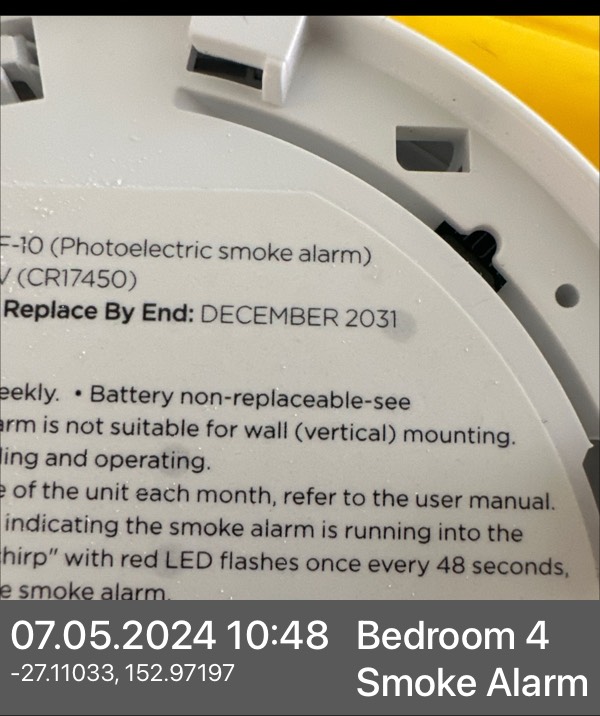 F-10 (Photoelectric smoke alarm)
V (CR17450)
Replace By End: DECEMBER 2031
eekly. • Battery non-replaceable-see
arm is not suitable for wall (vertical) mounting.
ling and operating.
e of the unit each month, refer to the user manual.
indicating the smoke alarm is running into the
hirp" with red LED flashes once every 48 seconds,
e smoke alarm.
07.05.2024 10:48
-27.11033, 152.97197
Bedroom 4
Smoke Alarm